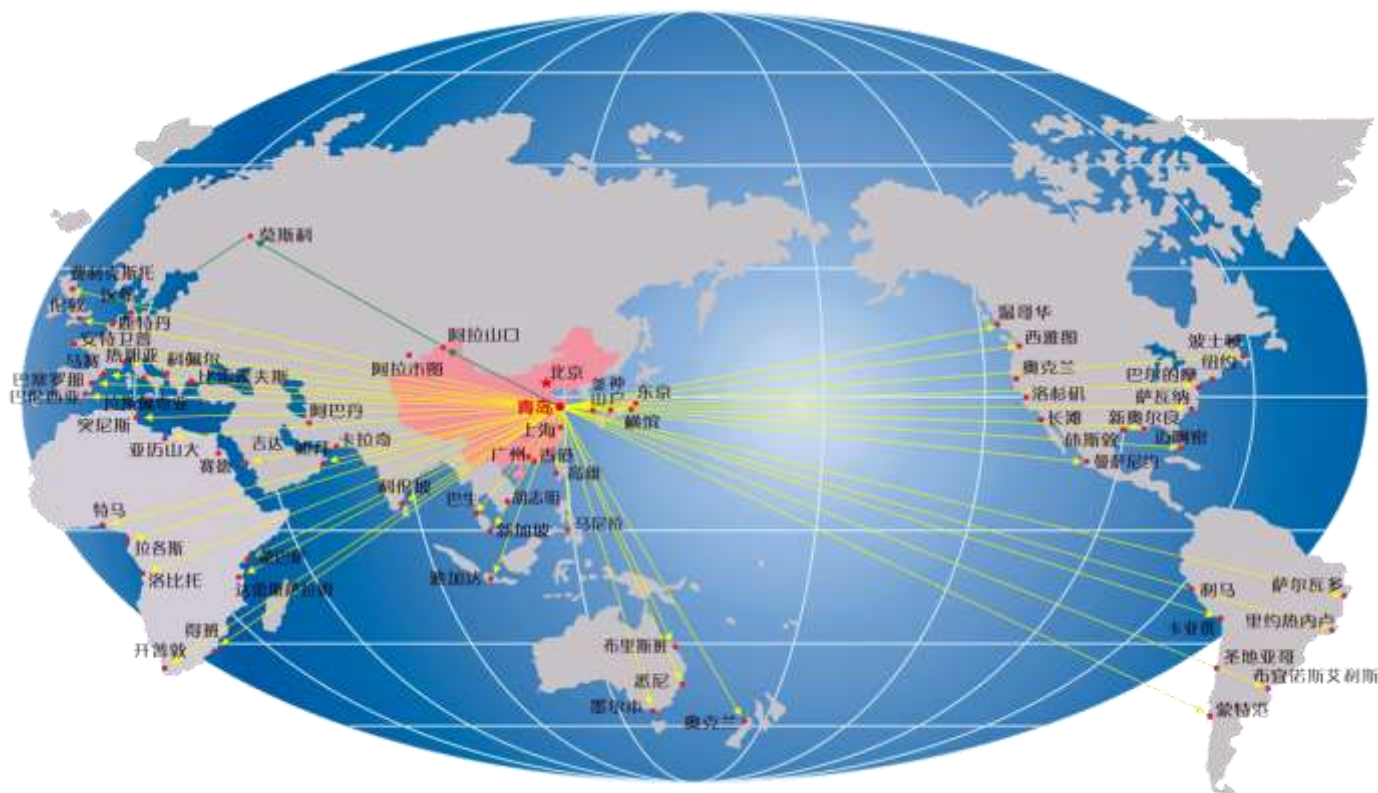 莫斯科
费利克斯托
伦敦
鹿特丹
安特卫普
马赛
科佩尔
巴塞罗那
巴伦西亚
突尼斯
亚历山大
塞德
吉达
阿巴丹
卡拉奇
阿拉山口
阿拉木图
北京
青岛
釜山
神户
东京
横滨
上海
广州
香港
高雄
科伦坡
巴生
胡志明
新加坡
马尼拉
雅加达
特马
拉各斯
洛比托
德班
开普敦
布里斯班
悉尼
墨尔本
奥克兰
温哥华
西雅图
奥克兰
洛杉矶
长滩
波士顿
纽约
巴尔的摩
萨瓦纳
新奥尔良
休斯敦
迈阿密
曼萨尼约
利马
卡亚俄
萨尔瓦多
里约热内卢
圣地亚哥
布宜诺斯艾利斯
蒙特港